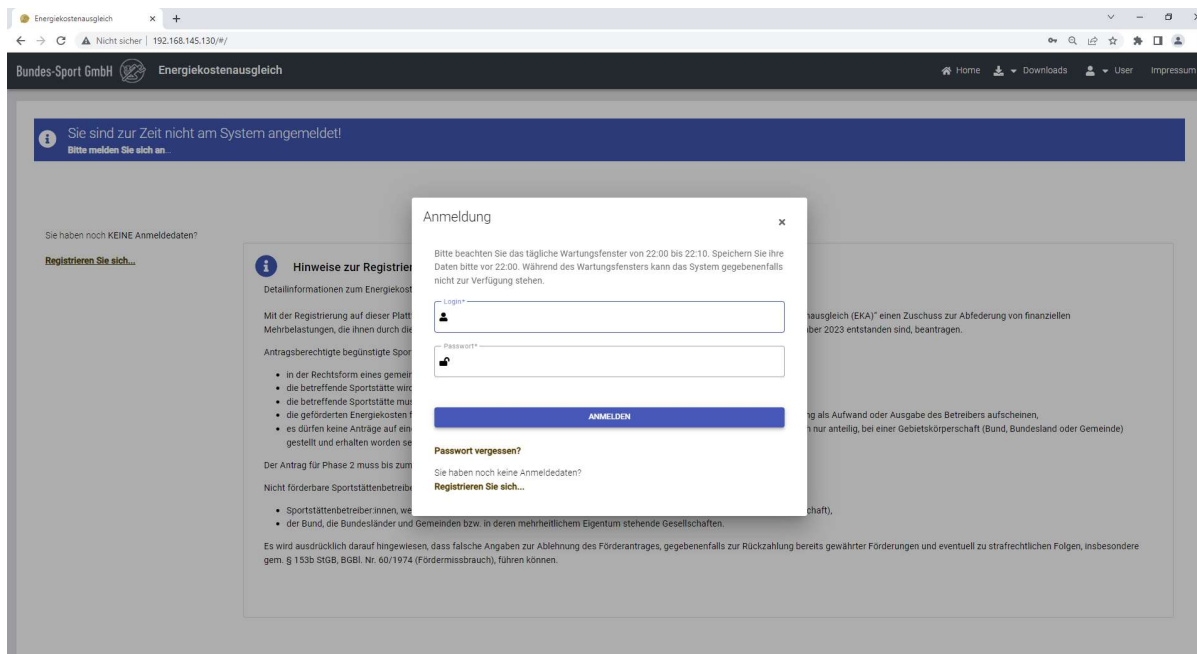 Energiekostenausgleich
Nicht sicher | 192.168.145.130/#/
Bundes-Sport GmbH Energiekostenausgleich Home Downloads User Impressum
Sie sind zur Zeit nicht am System angemeldet!
Bitte melden Sie sich an...
Sie haben noch KEINE Anmeldedaten?
Registrieren Sie sich...
Hinweise zur Registrier
Detailinformationen zum Energiekost
Mit der Registrierung auf dieser Platt
nausgleich (EKA)" einen Zuschuss zur Abfederung von finanziellen
Mehrbelastungen, die ihnen durch die
ber 2023 entstanden sind, beantragen.
Antragsberechtigte begünstigte Spor
• in der Rechtsform eines gemein
• die betreffende Sportstätte wird
• die betreffende Sportstätte mus
• die geförderten Energiekosten f
ng als Aufwand oder Ausgabe des Betreibers aufscheinen,
• es dürfen keine Anträge auf ein
n nur anteilig, bei einer Gebietskörperschaft (Bund, Bundesland oder Gemeinde)
gestellt und erhalten worden se
Der Antrag für Phase 2 muss bis zum
Nicht förderbare Sportstättenbetreibe
• Sportstättenbetreiber:innen, we
chaft),
• der Bund, die Bundesländer und Gemeinden bzw. in deren mehrheitlichem Eigentum stehende Gesellschaften.
Es wird ausdrücklich darauf hingewiesen, dass falsche Angaben zur Ablehnung des Förderantrages, gegebenenfalls zur Rückzahlung bereits gewährter Förderungen und eventuell zu strafrechtlichen Folgen, insbesondere
gem. § 153b StGB, BGBl. Nr. 60/1974 (Fördermissbrauch), führen können.
Anmeldung
Bitte beachten Sie das tägliche Wartungsfenster von 22:00 bis 22:10. Speichern Sie ihre
Daten bitte vor 22:00. Während des Wartungsfensters kann das System gegebenenfalls
nicht zur Verfügung stehen.
Login*
Passwort*
ANMELDEN
Passwort vergessen?
Sie haben noch keine Anmeldedaten?
Registrieren Sie sich...